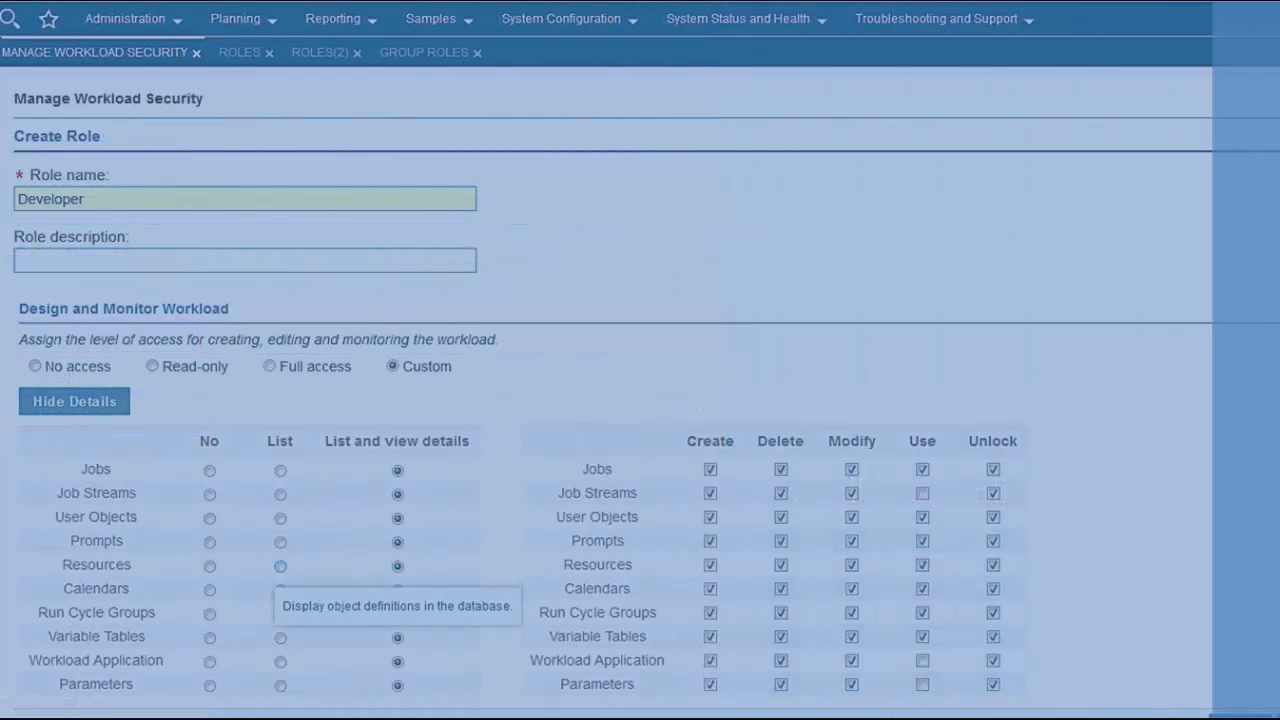 Administration Planning Reporting Samples System Configuration System Status and Health Troubleshooting and Support
MANAGE WORKLOAD SECURITY x ROLES x ROLES(2) x GROUP ROLES x
Manage Workload Security
Create Role
* Role name:
Developer
Role description:
Design and Monitor Workload
Assign the level of access for creating, editing and monitoring the workload.
No access Read-only Full access Custom
Hide Details
No List List and view details Create Delete Modify Use Unlock
Jobs Jobs
Job Streams Job Streams
User Objects User Objects
Prompts Prompts
Resources Resources
Calendars Calendars
Display object definitions in the database.
Run Cycle Groups Run Cycle Groups
Variable Tables Variable Tables
Workload Application Workload Application
Parameters Parameters